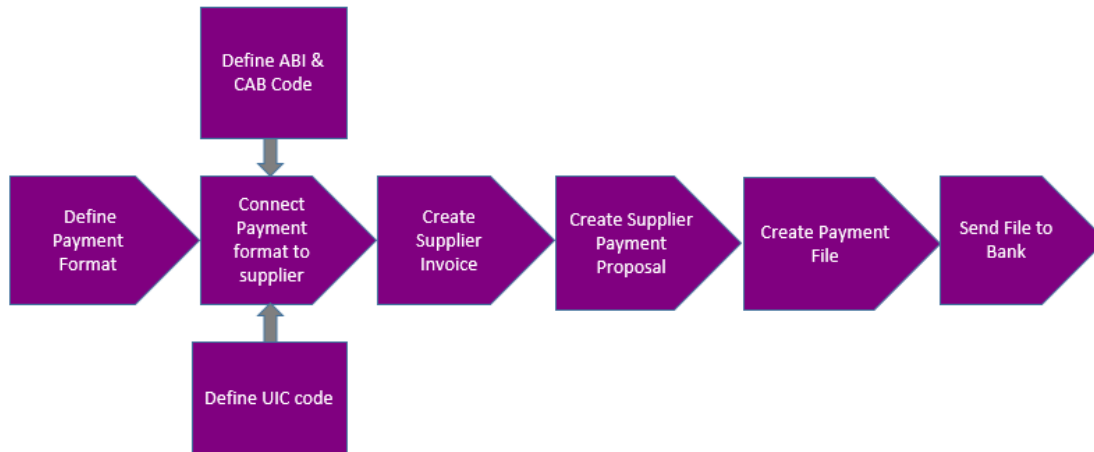 Define ABI &
CAB Code
Define
Payment
Format
Connect
Payment
format to
supplier
Create
Supplier
Invoice
Create Supplier
Payment
Proposal
Create Payment
File
Send File to
Bank
Define UIC code